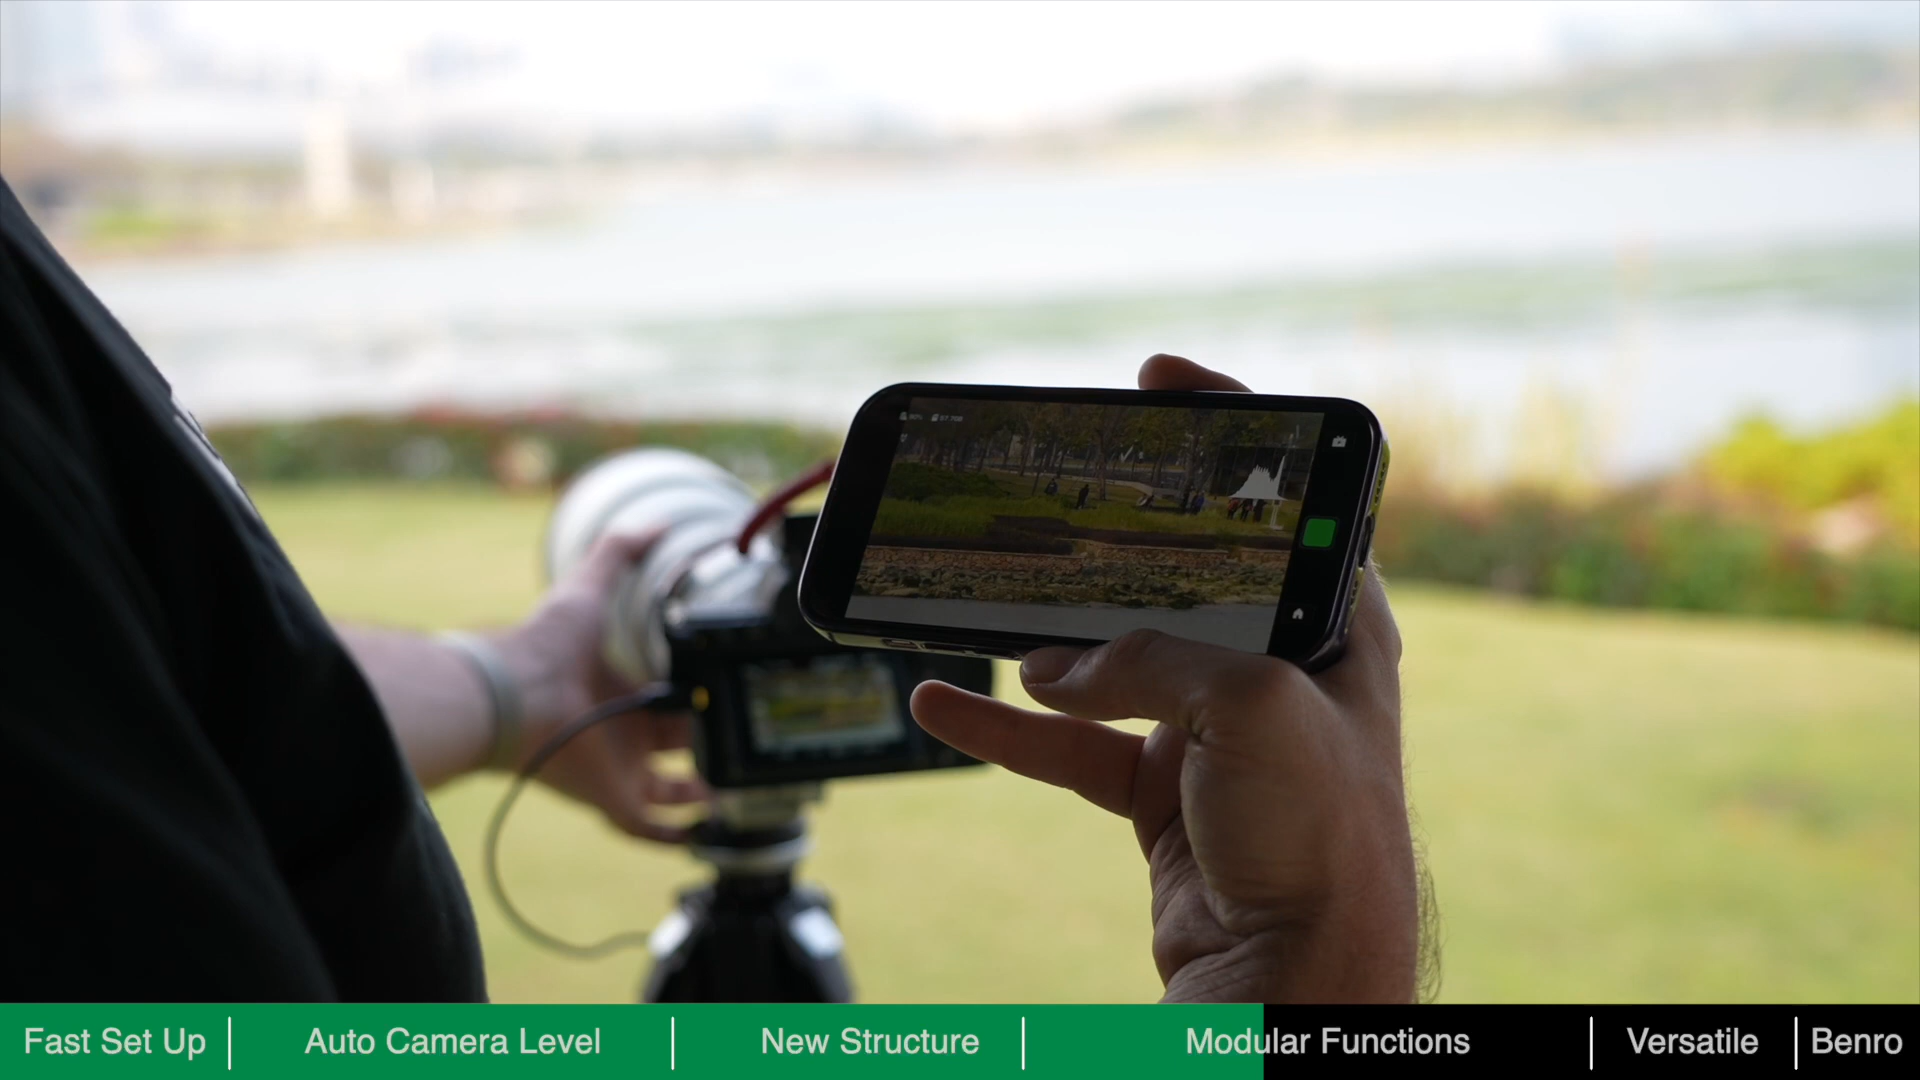 Fast Set Up
Auto Camera Level
New Structure
Modular Functions
Versatile
Benro